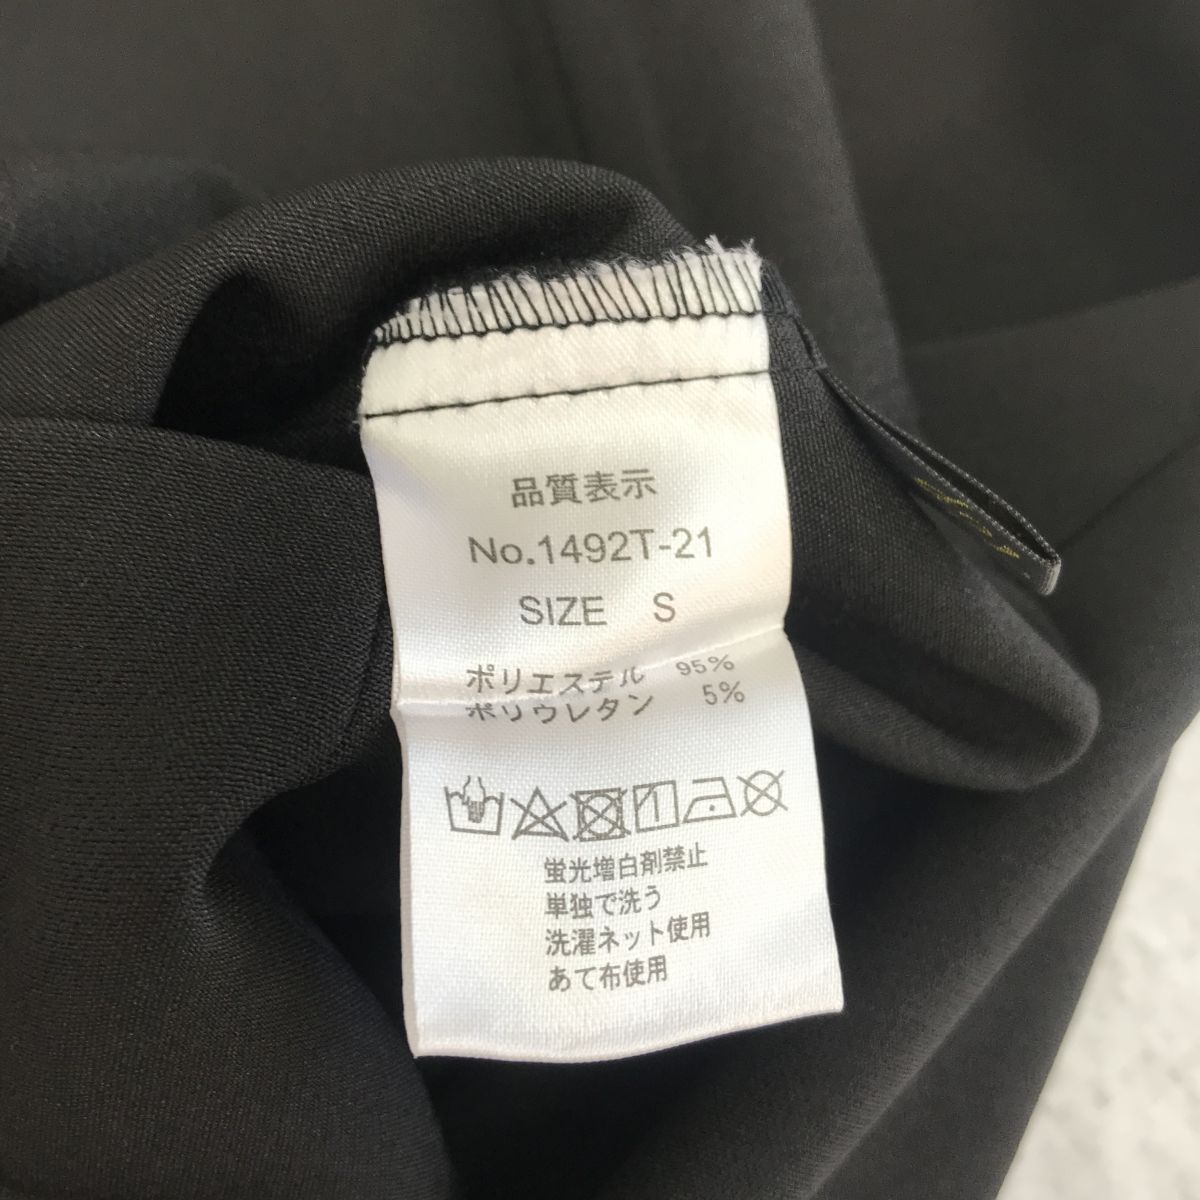 品質表示
No.1492T-21
SIZE S
ポリエステル 95%
ポリウレタン 5%
蛍光増白剤禁止
単独で洗う
洗濯ネット使用
あて布使用